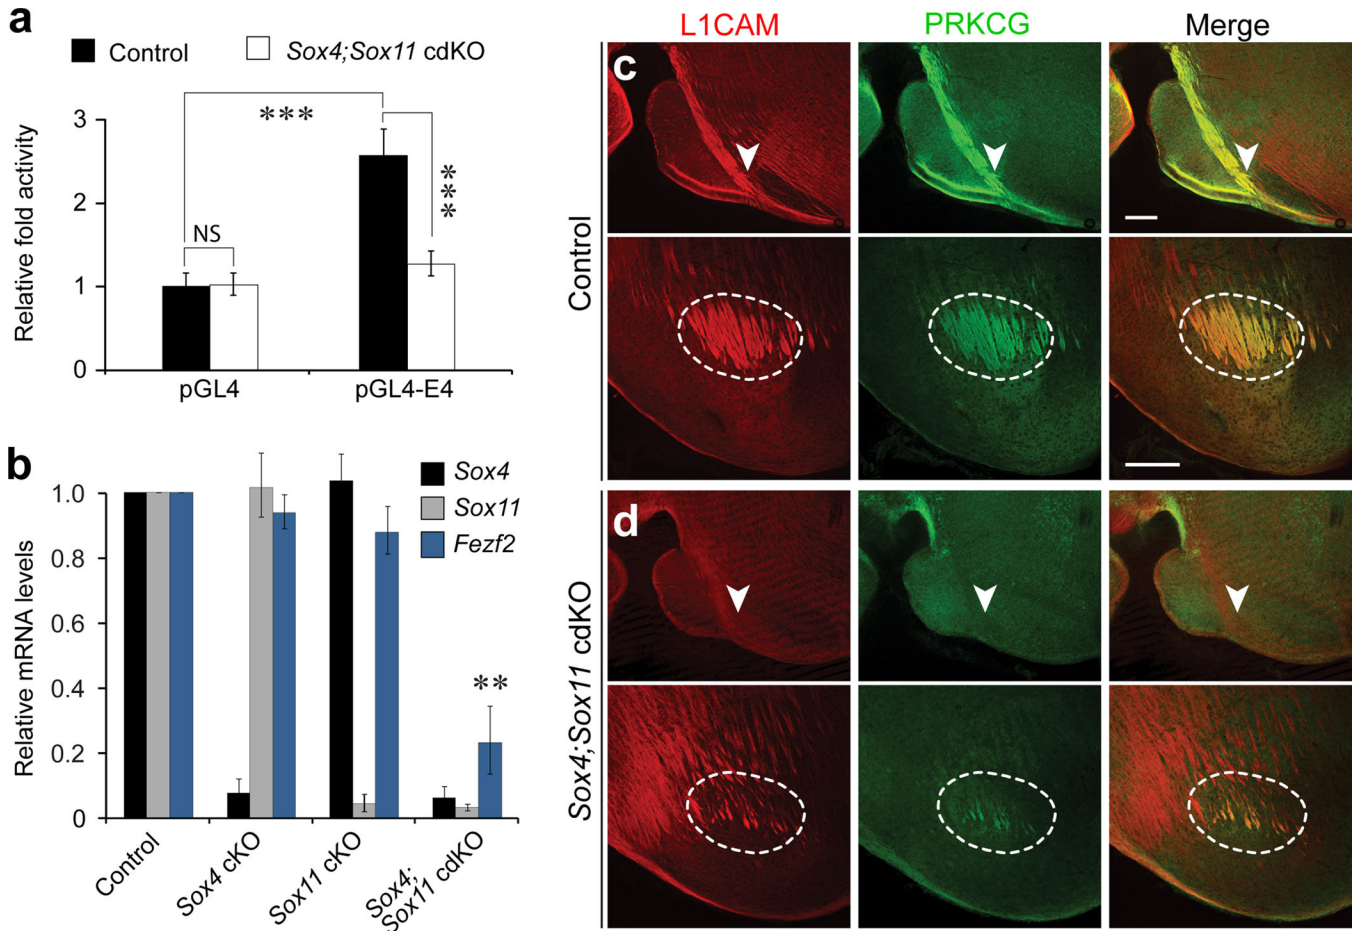 a
Control
Sox4;Sox11 cdKO
Relative fold activity
3
2
1
0
***
***
NS
pGL4
pGL4-E4
b
Sox4
Sox11
Fezf2
Relative mRNA levels
1.0
0.8
0.6
0.4
0.2
0
**
Control
Sox4 cKO
Sox11 cKO
Sox4;
Sox11 cdKO
L1CAM
PRKCG
Merge
c
Control
d
Sox4;Sox11 cdKO